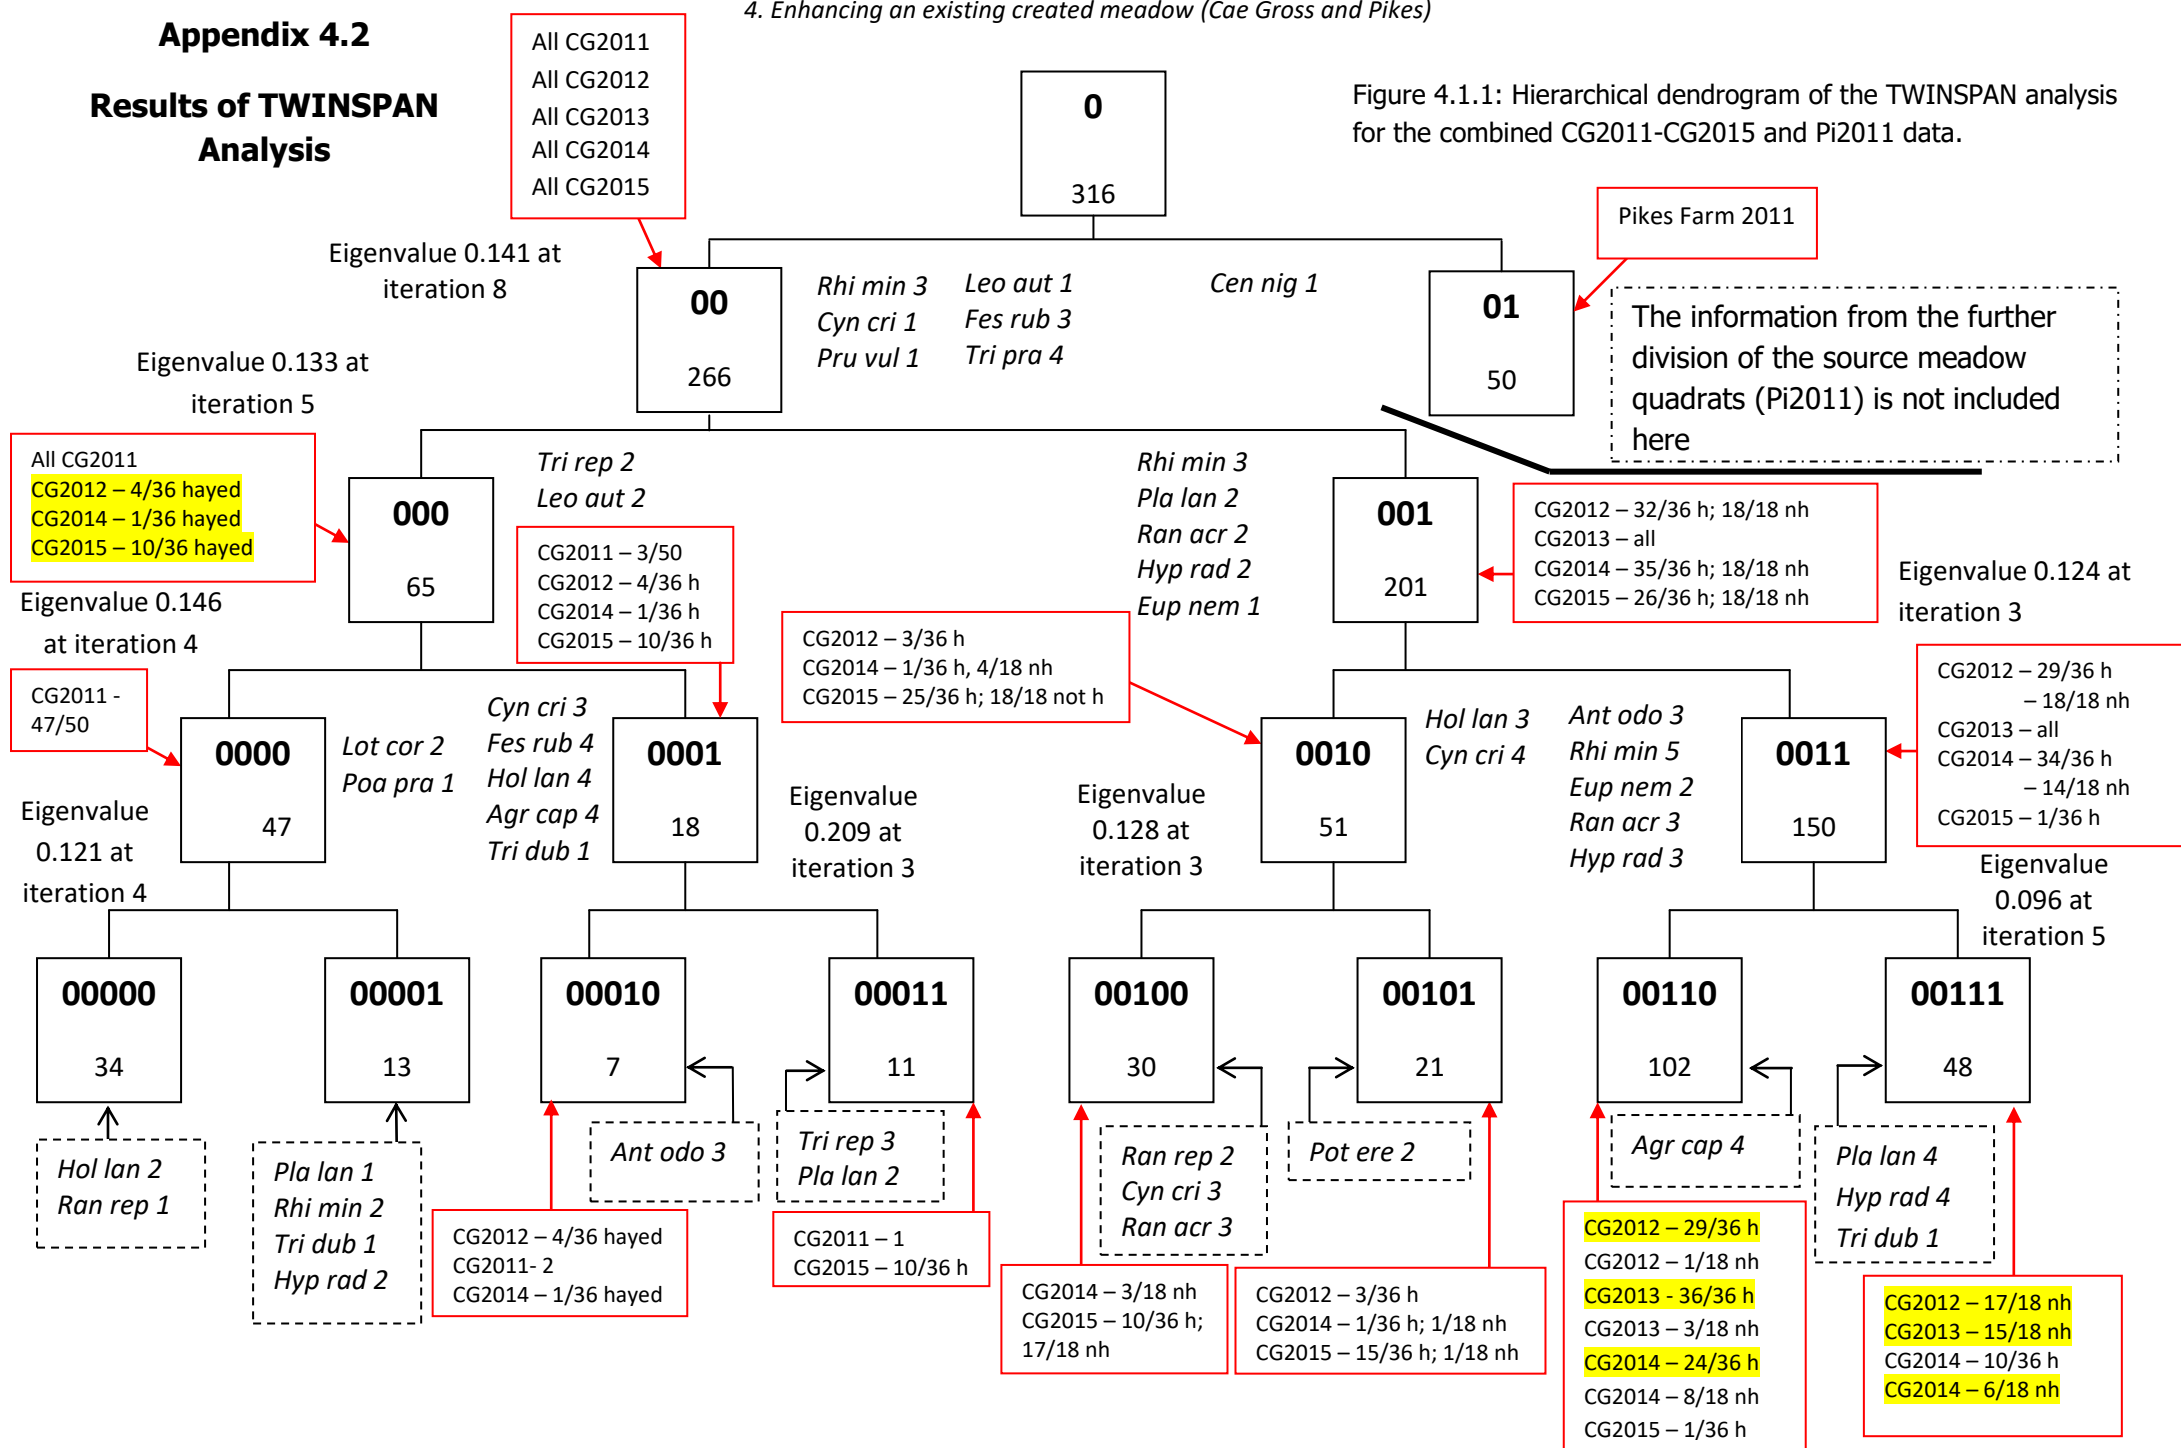 4. Enhancing an existing created meadow (Cae Gross and Pikes)
Appendix 4.2
Results of TWINSPAN
Analysis
All CG2011
All CG2012
All CG2013
All CG2014
All CG2015
0
316
Figure 4.1.1: Hierarchical dendrogram of the TWINSPAN analysis
for the combined CG2011-CG2015 and Pi2011 data.
Pikes Farm 2011
Eigenvalue 0.141 at
iteration 8
00
266
Rhi min 3
Cyn cri 1
Pru vul 1
Leo aut 1
Fes rub 3
Tri pra 4
Cen nig 1
01
50
The information from the further
division of the source meadow
quadrats (Pi2011) is not included
here
Eigenvalue 0.133 at
iteration 5
All CG2011
CG2012 – 4/36 hayed
CG2014 – 1/36 hayed
CG2015 – 10/36 hayed
000
65
Tri rep 2
Leo aut 2
Rhi min 3
Pla lan 2
Ran acr 2
Hyp rad 2
Eup nem 1
001
201
CG2012 – 32/36 h; 18/18 nh
CG2013 – all
CG2014 – 35/36 h; 18/18 nh
CG2015 – 26/36 h; 18/18 nh
Eigenvalue 0.124 at
iteration 3
Eigenvalue 0.146
at iteration 4
CG2011 – 3/50
CG2012 – 4/36 h
CG2014 – 1/36 h
CG2015 – 10/36 h
CG2012 – 3/36 h
CG2014 – 1/36 h, 4/18 nh
CG2015 – 25/36 h; 18/18 not h
CG2012 – 29/36 h
– 18/18 nh
CG2013 – all
CG2014 – 34/36 h
– 14/18 nh
CG2015 – 1/36 h
CG2011 -
47/50
0000
47
Lot cor 2
Poa pra 1
Cyn cri 3
Fes rub 4
Hol lan 4
Agr cap 4
Tri dub 1
0001
18
0010
51
Hol lan 3
Cyn cri 4
Ant odo 3
Rhi min 5
Eup nem 2
Ran acr 3
Hyp rad 3
0011
150
Eigenvalue
0.121 at
iteration 4
Eigenvalue
0.209 at
iteration 3
Eigenvalue
0.128 at
iteration 3
Eigenvalue
0.096 at
iteration 5
00000
34
00001
13
00010
7
00011
11
00100
30
00101
21
00110
102
00111
48
Hol lan 2
Ran rep 1
Pla lan 1
Rhi min 2
Tri dub 1
Hyp rad 2
Ant odo 3
Tri rep 3
Pla lan 2
Ran rep 2
Cyn cri 3
Ran acr 3
Pot ere 2
Agr cap 4
Pla lan 4
Hyp rad 4
Tri dub 1
CG2012 – 4/36 hayed
CG2011- 2
CG2014 – 1/36 hayed
CG2011 – 1
CG2015 – 10/36 h
CG2014 – 3/18 nh
CG2015 – 10/36 h;
17/18 nh
CG2012 – 3/36 h
CG2014 – 1/36 h; 1/18 nh
CG2015 – 15/36 h; 1/18 nh
CG2012 – 29/36 h
CG2012 – 1/18 nh
CG2013 - 36/36 h
CG2013 – 3/18 nh
CG2014 – 24/36 h
CG2014 – 8/18 nh
CG2015 – 1/36 h
CG2012 – 17/18 nh
CG2013 – 15/18 nh
CG2014 – 10/36 h
CG2014 – 6/18 nh